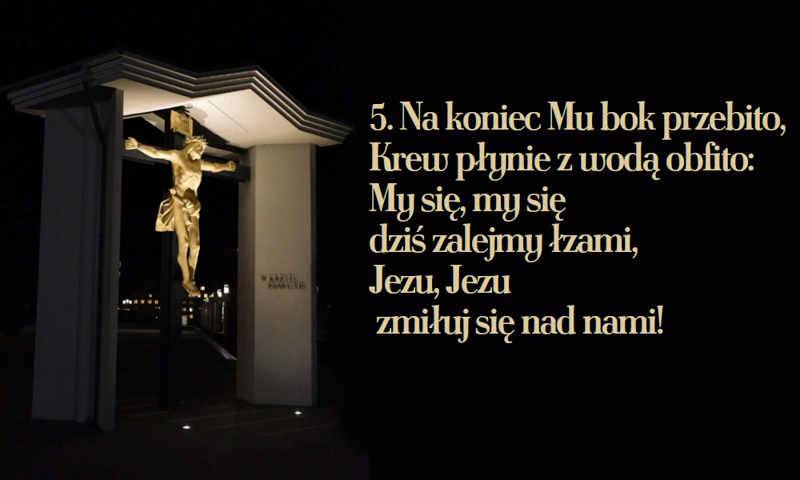 5. Na koniec Mu bok przebito,
Krew płynie z wodą obfito:
My się, my się
dziś zalejmy łzami,
Jezu, Jezu
zmiłuj się nad nami!
W KRZYŻU